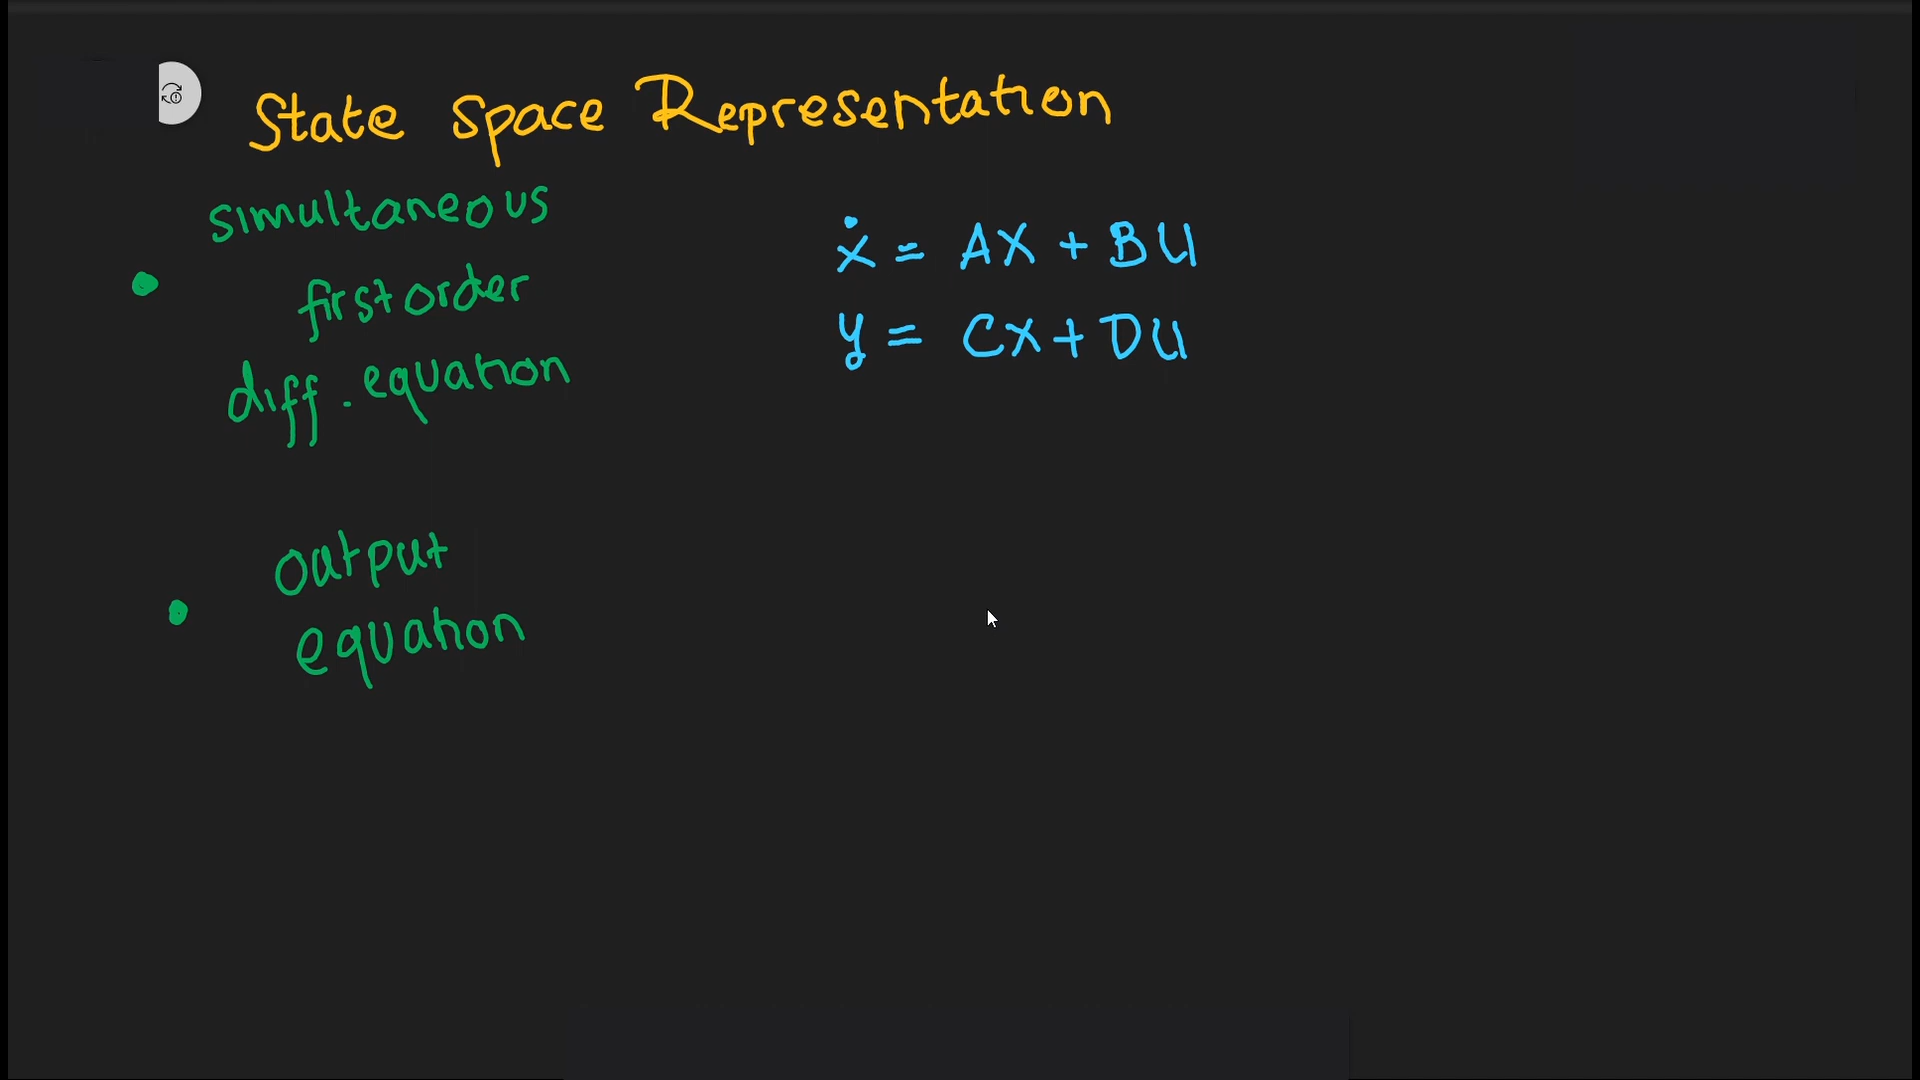 State Space Representation
simultaneous
first order
diff. equation
ẋ = AX + BU
y = CX + DU
output
equation